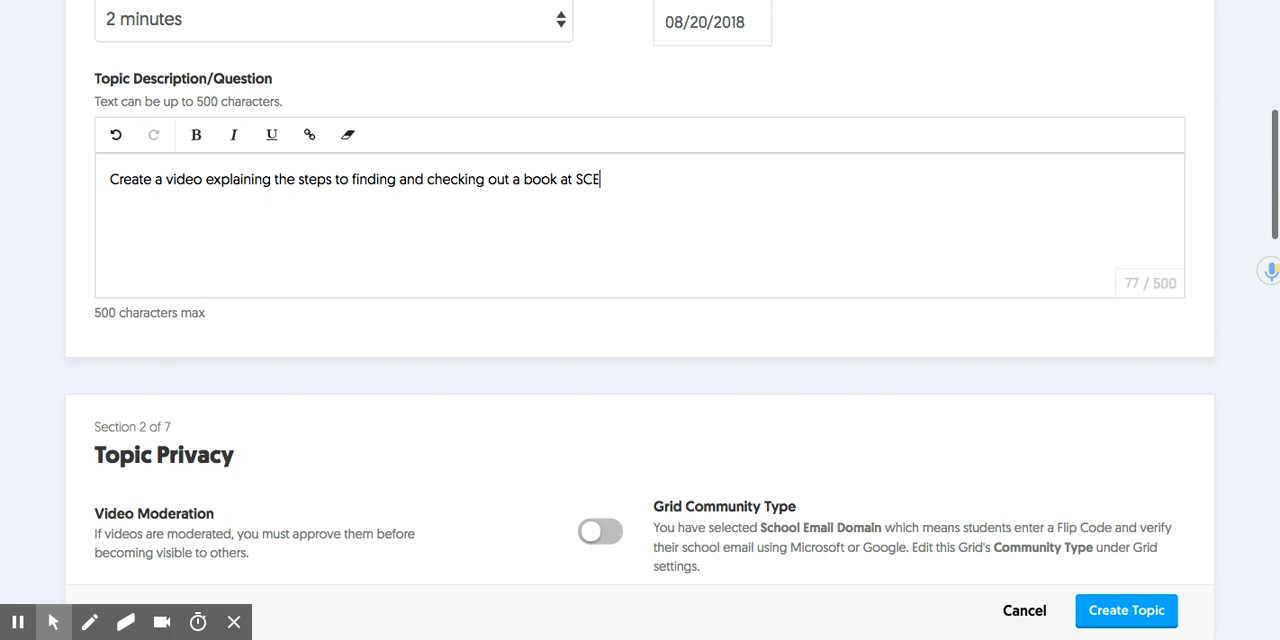 2 minutes
08/20/2018
Topic Description/Question
Text can be up to 500 characters.
B I U
Create a video explaining the steps to finding and checking out a book at SCE
77 / 500
500 characters max
Section 2 of 7
Topic Privacy
Video Moderation
If videos are moderated, you must approve them before
becoming visible to others.
Grid Community Type
You have selected School Email Domain which means students enter a Flip Code and verify
their school email using Microsoft or Google. Edit this Grid's Community Type under Grid
settings.
Cancel
Create Topic